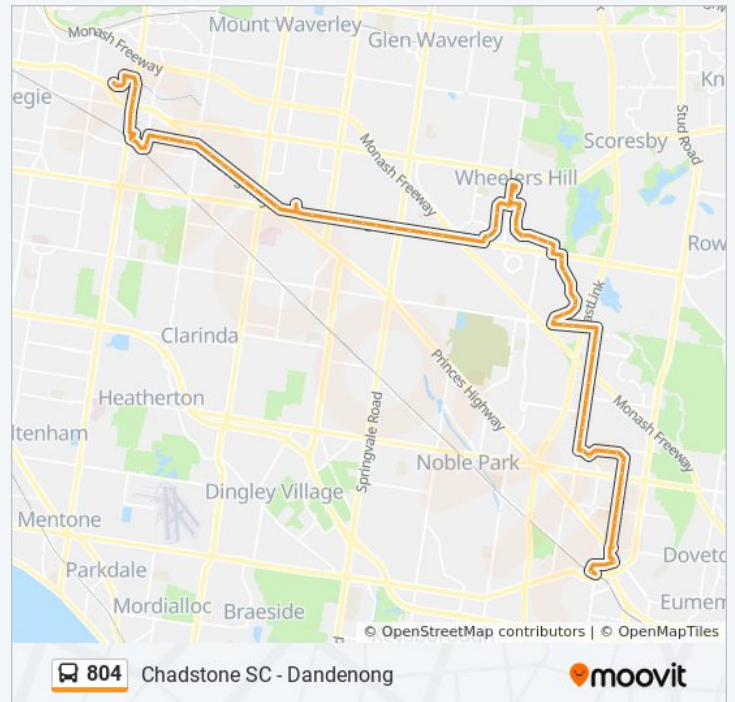 Mount Waverley
Monash Freeway
Glen Waverley
egie
Kn
Stud Road
Scoresby
Monash Freeway
Wheelers Hill
Row
astLink
Clarinda
Princes Highway
Heatherton
Monash Freeway
ltenham
Springvale Road
Noble Park
Dingley Village
Mentone
Doveto
Parkdale
Mordialloc
Braeside
Eumem
© OpenStreetMap contributors | © OpenMapTiles
804
Chadstone SC - Dandenong
moovit